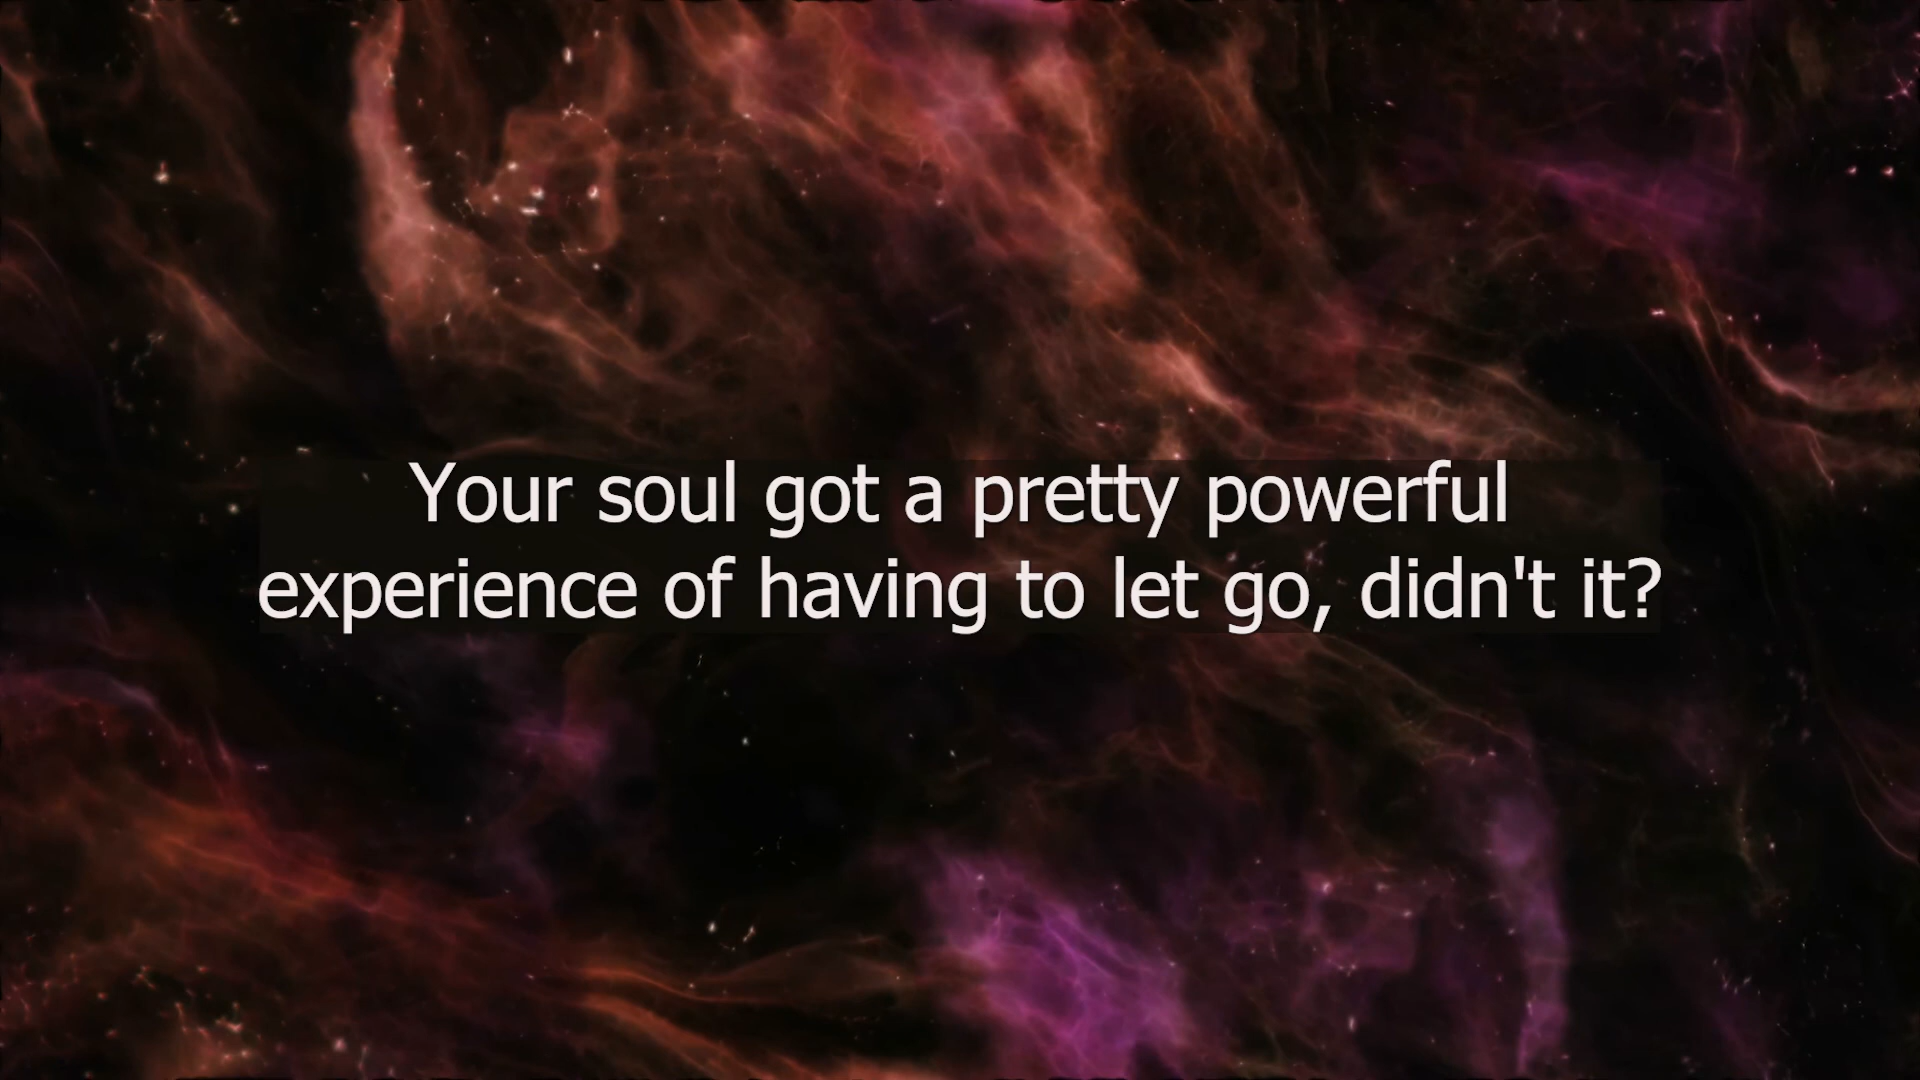 Your soul got a pretty powerful
experience of having to let go, didn't it?